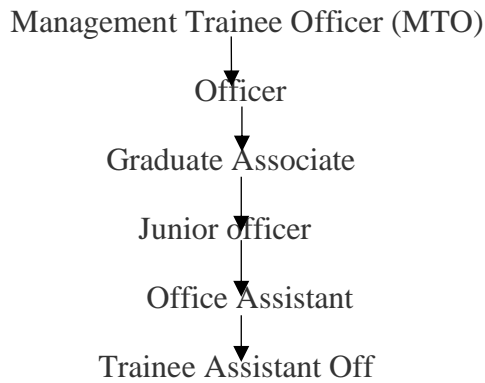 Management Trainee Officer (MTO)
Officer
Graduate Associate
Junior officer
Office Assistant
Trainee Assistant Off